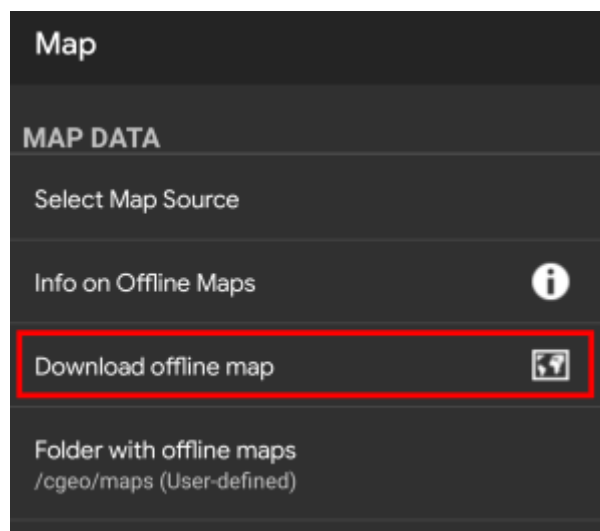 Map
MAP DATA
Select Map Source
Info on Offline Maps
Download offline map
Folder with offline maps
/cgeo/maps (User-defined)